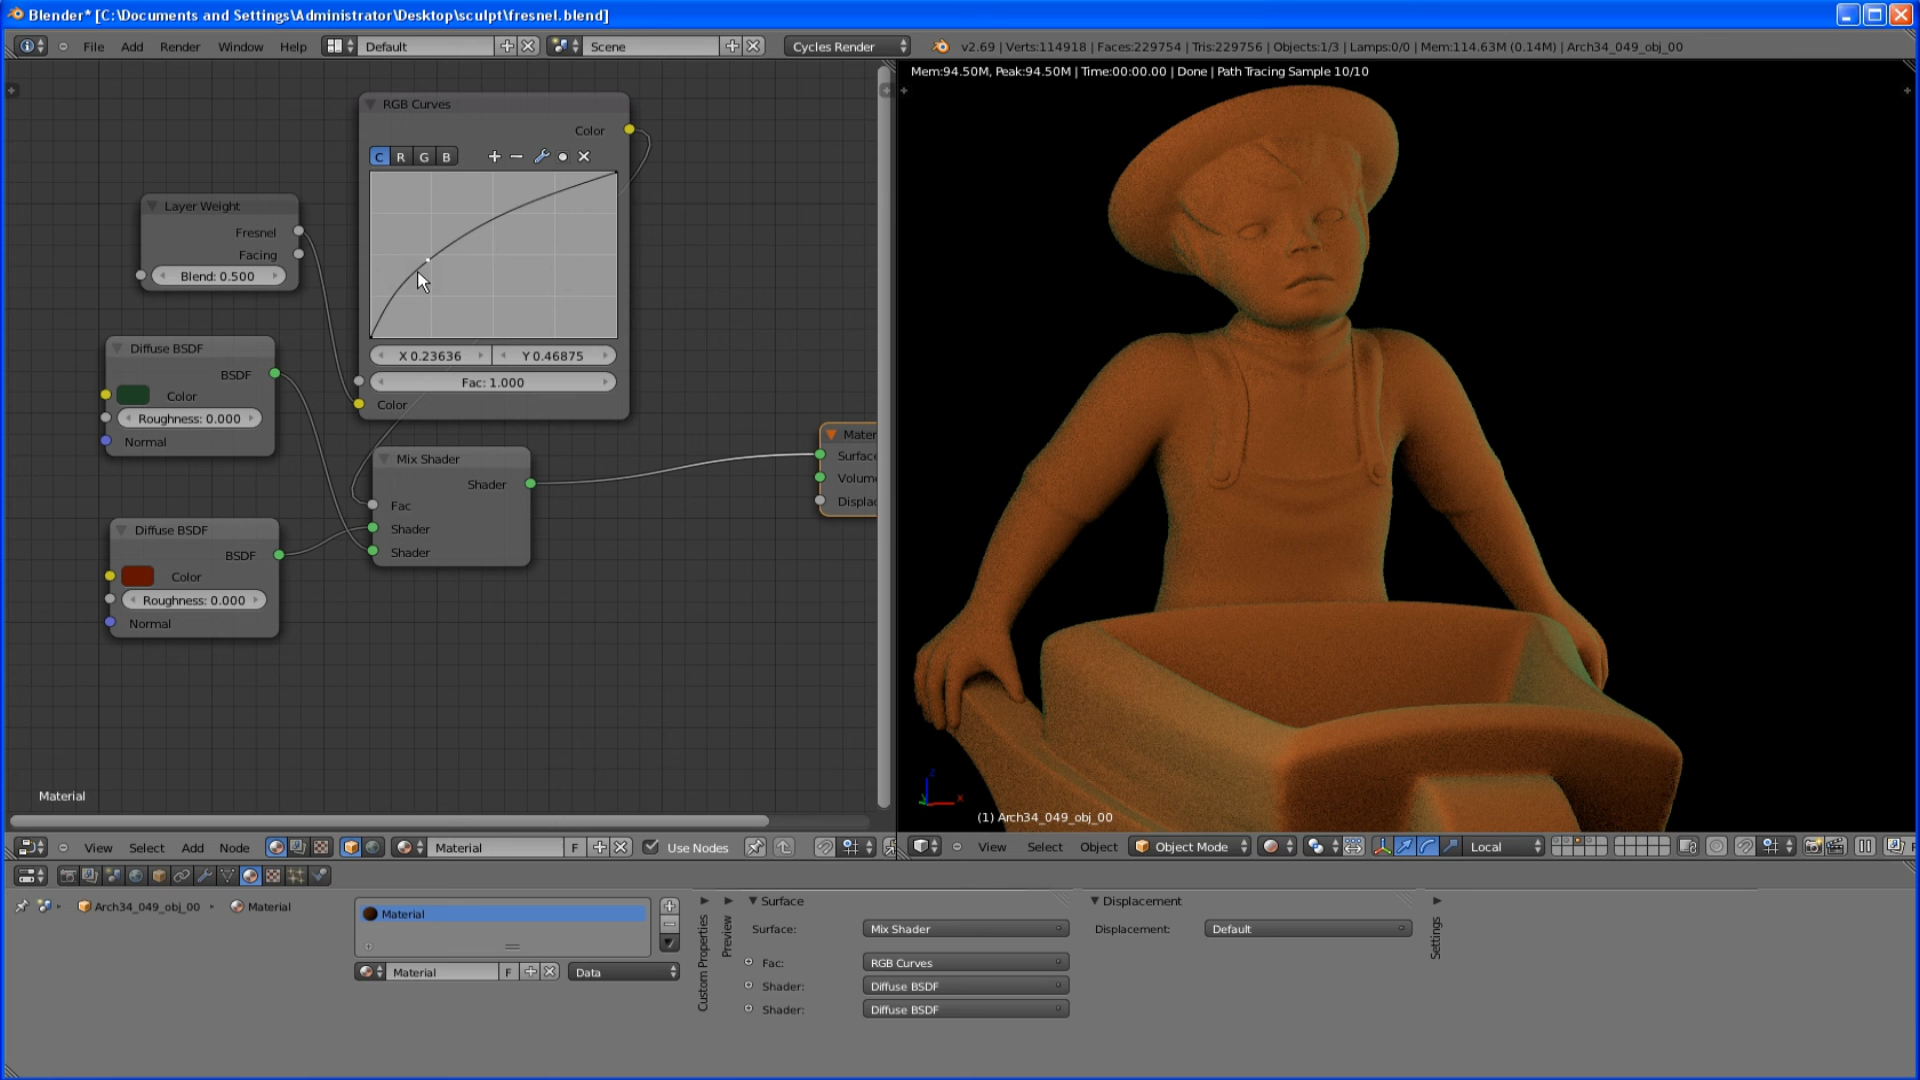 Blender* [C:\Documents and Settings\Administrator\Desktop\sculpt\fresnel.blend]
File Add Render Window Help Default Scene Cycles Render v2.69 | Verts:114918 | Faces:229754 | Tris:229756 | Objects:1/3 | Lamps:0/0 | Mem:114.63M (0.14M) | Arch34_049_obj_00
Mem:94.50M, Peak:94.50M | Time:00:00.00 | Done | Path Tracing Sample 10/10
RGB Curves
Color
C R G B
X 0.23636 Y 0.46875
Fac: 1.000
Color
Layer Weight
Fresnel
Facing
Blend: 0.500
Diffuse BSDF
BSDF
Color
Roughness: 0.000
Normal
Mix Shader
Shader
Fac
Shader
Shader
Diffuse BSDF
BSDF
Color
Roughness: 0.000
Normal
Mater
Surface
Volum
Displac
Material
z
x
(1) Arch34_049_obj_00
View Select Add Node Material F Use Nodes
View Select Object Object Mode Local
Arch34_049_obj_00 Material
Material
Material F Data
Custom Properties
Preview
Surface
Surface: Mix Shader
Fac: RGB Curves
Shader: Diffuse BSDF
Shader: Diffuse BSDF
Displacement
Displacement: Default
Settings